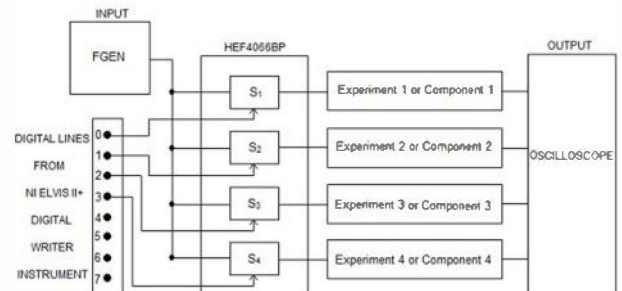 INPUT
FGEN
HEF4066BP
OUTPUT
S1
Experiment 1 or Component 1
S2
Experiment 2 or Component 2
S3
Experiment 3 or Component 3
S4
Experiment 4 or Component 4
OSCILLOSCOPE
DIGITAL LINES
FROM
NI ELVIS II+
DIGITAL
WRITER
INSTRUMENT
0
1
2
3
4
5
6
7